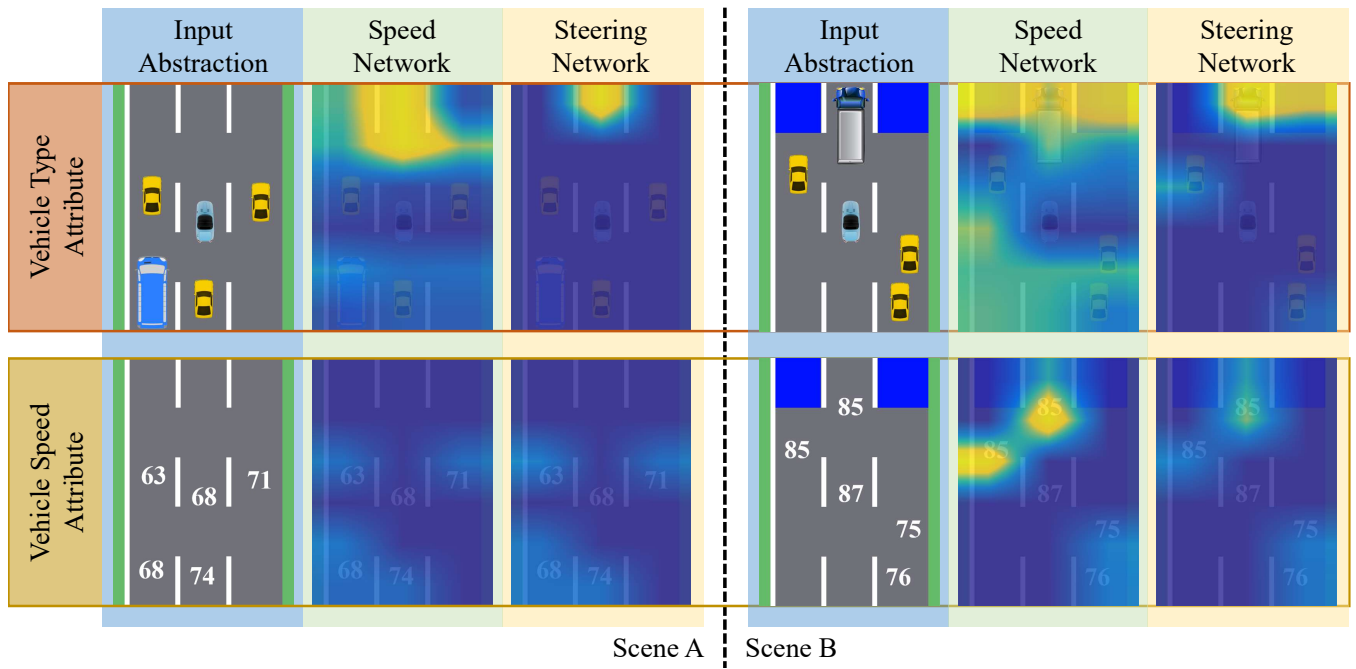 Input
Abstraction
Speed
Network
Steering
Network
Input
Abstraction
Speed
Network
Steering
Network
Vehicle Type
Attribute
Vehicle Speed
Attribute
63
71
68
68
74
63
71
68
68
74
63
71
68
68
74
85
85
87
75
76
85
85
87
75
76
85
85
87
75
76
Scene A
Scene B